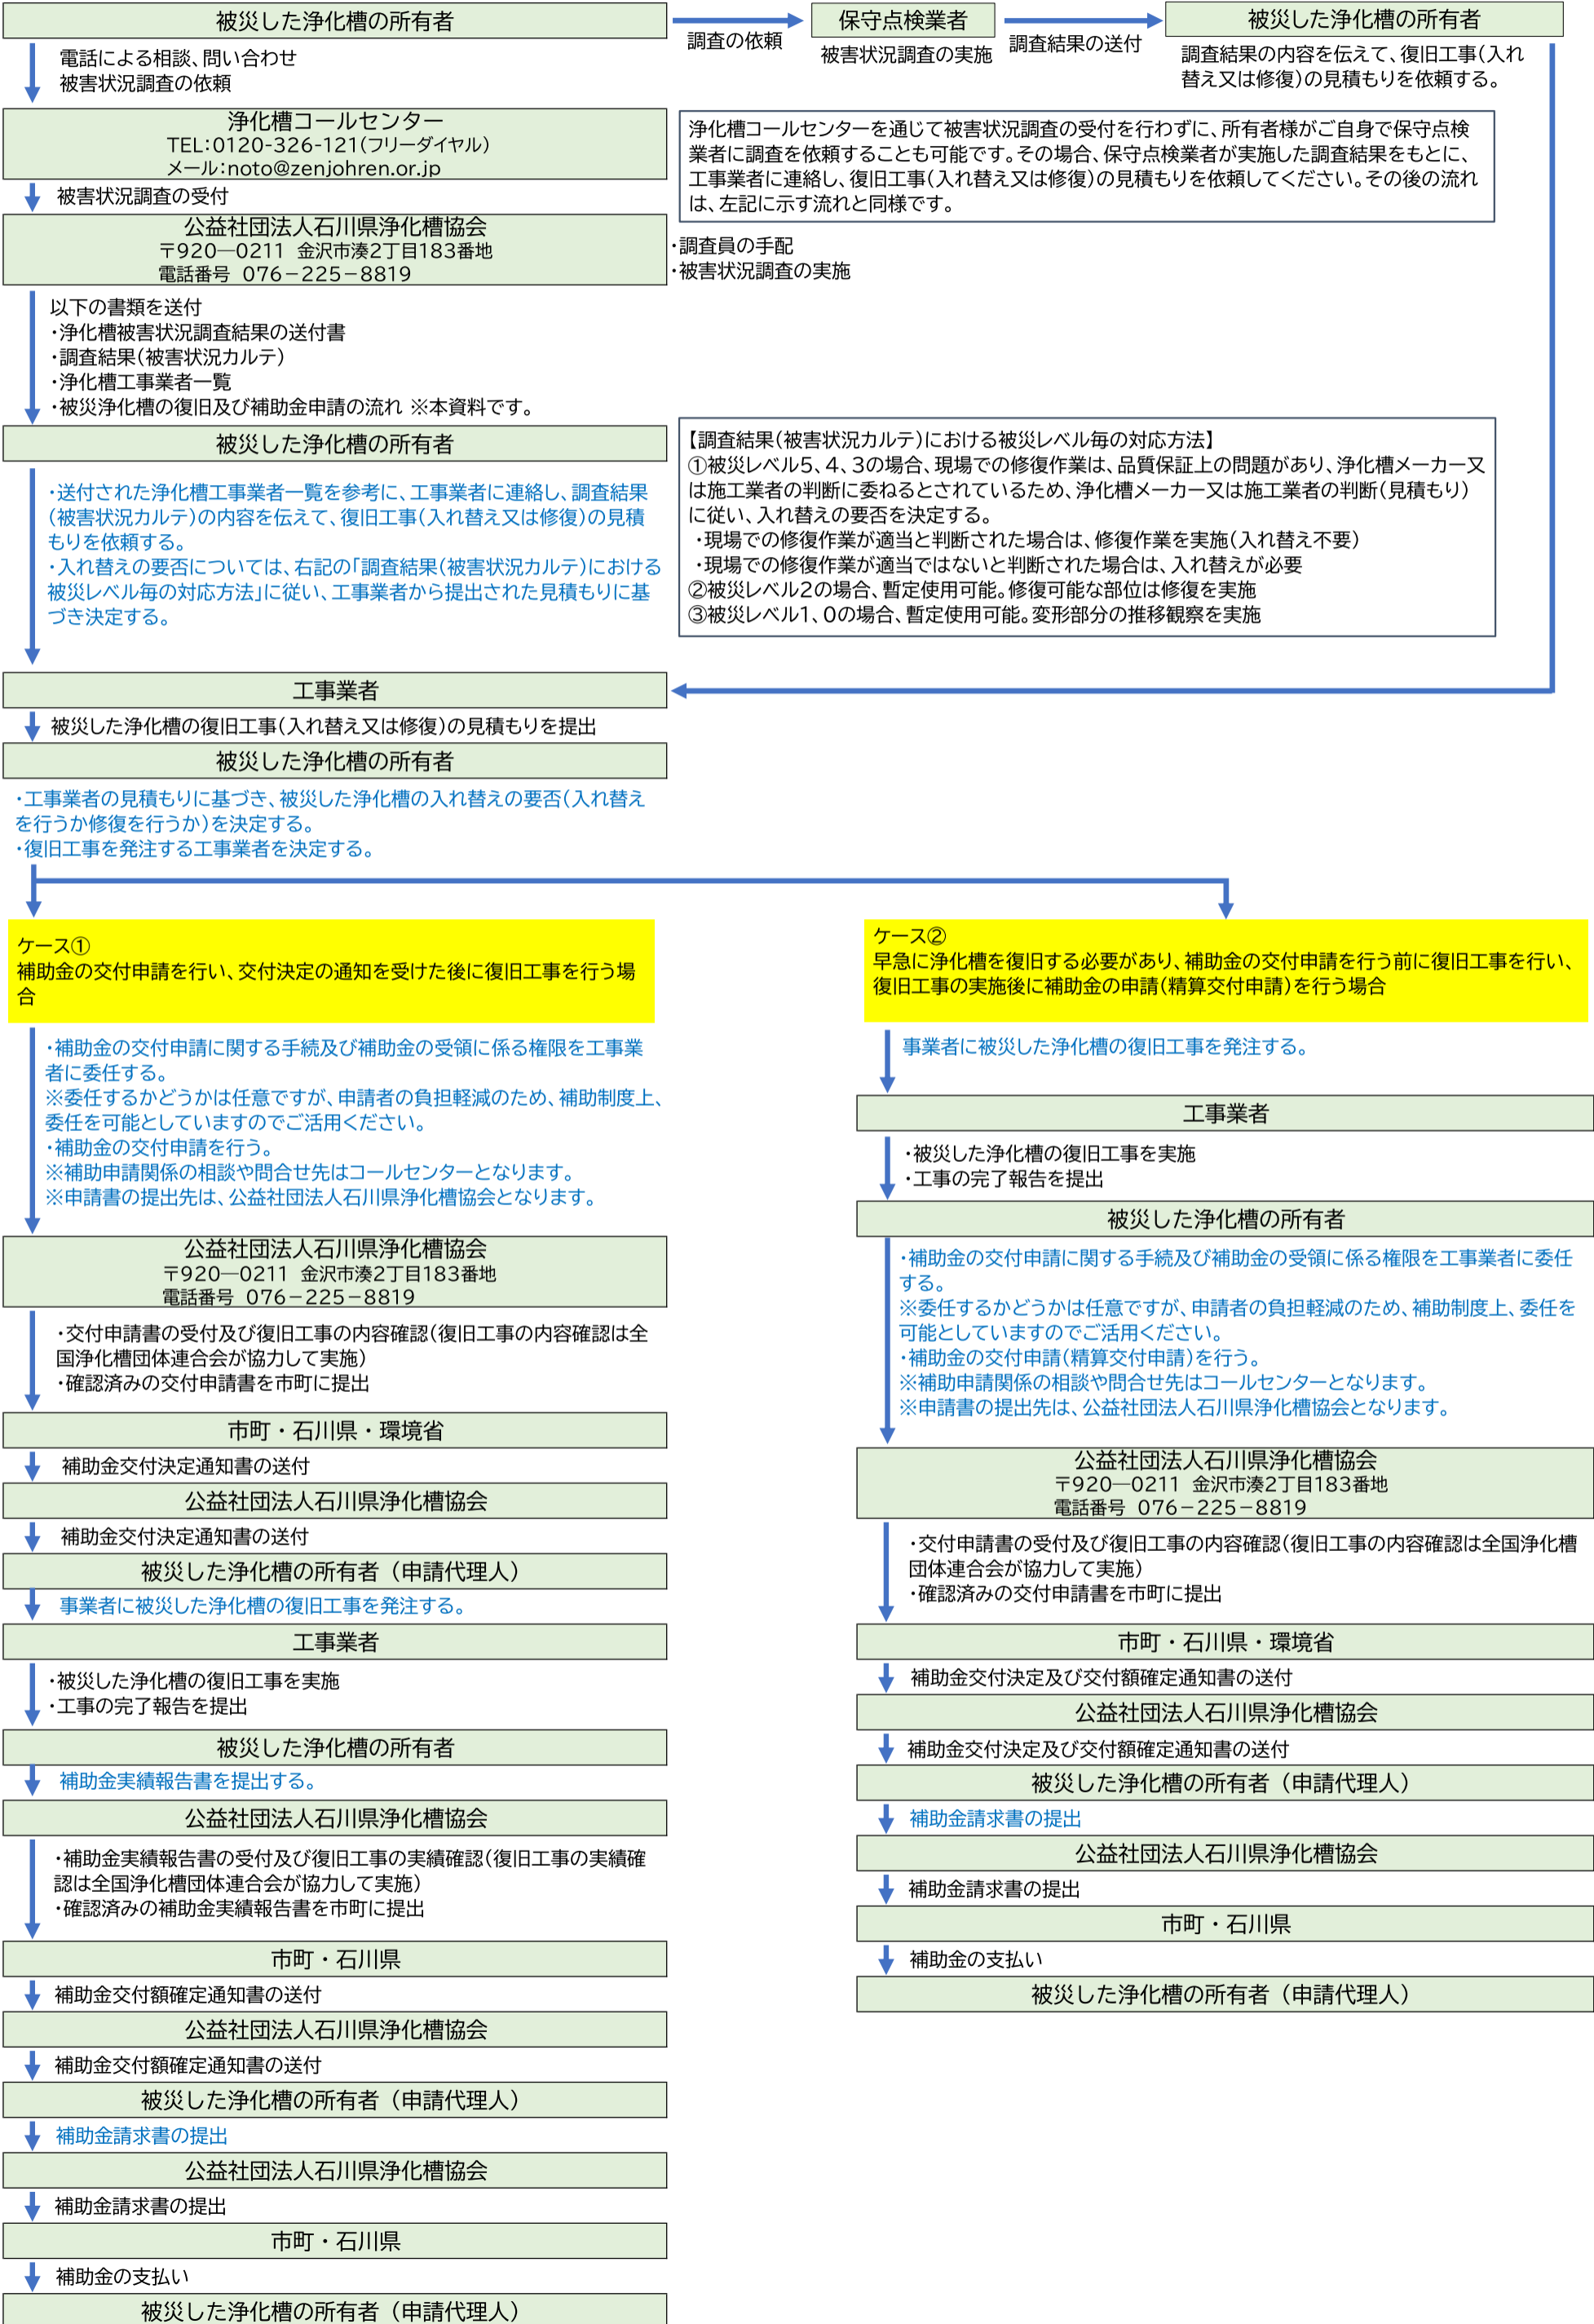 被災した浄化槽の所有者
調査の依頼
保守点検業者
被害状況調査の実施
調査結果の送付
被災した浄化槽の所有者
調査結果の内容を伝えて、復旧工事（入れ
替え又は修復）の見積もりを依頼する。
電話による相談、問い合わせ
被害状況調査の依頼
浄化槽コールセンター
TEL：0120-326-121（フリーダイヤル）
メール：noto@zenjohren.or.jp
浄化槽コールセンターを通じて被害状況調査の受付を行わずに、所有者様がご自身で保守点検
業者に調査を依頼することも可能です。その場合、保守点検業者が実施した調査結果をもとに、
工事業者に連絡し、復旧工事（入れ替え又は修復）の見積もりを依頼してください。その後の流れ
は、左記に示す流れと同様です。
被害状況調査の受付
公益社団法人石川県浄化槽協会
〒920―0211 金沢市湊2丁目183番地
電話番号 076－225－8819
・調査員の手配
・被害状況調査の実施
以下の書類を送付
・浄化槽被害状況調査結果の送付書
・調査結果（被害状況カルテ）
・浄化槽工事業者一覧
・被災浄化槽の復旧及び補助金申請の流れ ※本資料です。
被災した浄化槽の所有者
・送付された浄化槽工事業者一覧を参考に、工事業者に連絡し、調査結果
（被害状況カルテ）の内容を伝えて、復旧工事（入れ替え又は修復）の見積
もりを依頼する。
・入れ替えの要否については、右記の「調査結果（被害状況カルテ）における
被災レベル毎の対応方法」に従い、工事業者から提出された見積もりに基
づき決定する。
【調査結果（被害状況カルテ）における被災レベル毎の対応方法】
①被災レベル5、4、3の場合、現場での修復作業は、品質保証上の問題があり、浄化槽メーカー又
は施工業者の判断に委ねるとされているため、浄化槽メーカー又は施工業者の判断（見積もり）
に従い、入れ替えの要否を決定する。
・現場での修復作業が適当と判断された場合は、修復作業を実施（入れ替え不要）
・現場での修復作業が適当ではないと判断された場合は、入れ替えが必要
②被災レベル2の場合、暫定使用可能。修復可能な部位は修復を実施
③被災レベル1、0の場合、暫定使用可能。変形部分の推移観察を実施
工事業者
被災した浄化槽の復旧工事（入れ替え又は修復）の見積もりを提出
被災した浄化槽の所有者
・工事業者の見積もりに基づき、被災した浄化槽の入れ替えの要否（入れ替え
を行うか修復を行うか）を決定する。
・復旧工事を発注する工事業者を決定する。
ケース①
補助金の交付申請を行い、交付決定の通知を受けた後に復旧工事を行う場
合
・補助金の交付申請に関する手続及び補助金の受領に係る権限を工事業
者に委任する。
※委任するかどうかは任意ですが、申請者の負担軽減のため、補助制度上、
委任を可能としていますのでご活用ください。
・補助金の交付申請を行う。
※補助申請関係の相談や問合せ先はコールセンターとなります。
※申請書の提出先は、公益社団法人石川県浄化槽協会となります。
公益社団法人石川県浄化槽協会
〒920―0211 金沢市湊2丁目183番地
電話番号 076－225－8819
・交付申請書の受付及び復旧工事の内容確認（復旧工事の内容確認は全
国浄化槽団体連合会が協力して実施）
・確認済みの交付申請書を市町に提出
市町・石川県・環境省
補助金交付決定通知書の送付
公益社団法人石川県浄化槽協会
補助金交付決定通知書の送付
被災した浄化槽の所有者（申請代理人）
事業者に被災した浄化槽の復旧工事を発注する。
工事業者
・被災した浄化槽の復旧工事を実施
・工事の完了報告を提出
被災した浄化槽の所有者
補助金実績報告書を提出する。
公益社団法人石川県浄化槽協会
・補助金実績報告書の受付及び復旧工事の実績確認（復旧工事の実績確
認は全国浄化槽団体連合会が協力して実施）
・確認済みの補助金実績報告書を市町に提出
市町・石川県
補助金交付額確定通知書の送付
公益社団法人石川県浄化槽協会
補助金交付額確定通知書の送付
被災した浄化槽の所有者（申請代理人）
補助金請求書の提出
公益社団法人石川県浄化槽協会
補助金請求書の提出
市町・石川県
補助金の支払い
被災した浄化槽の所有者（申請代理人）
ケース②
早急に浄化槽を復旧する必要があり、補助金の交付申請を行う前に復旧工事を行い、
復旧工事の実施後に補助金の申請（精算交付申請）を行う場合
事業者に被災した浄化槽の復旧工事を発注する。
工事業者
・被災した浄化槽の復旧工事を実施
・工事の完了報告を提出
被災した浄化槽の所有者
・補助金の交付申請に関する手続及び補助金の受領に係る権限を工事業者に委任
する。
※委任するかどうかは任意ですが、申請者の負担軽減のため、補助制度上、委任を
可能としていますのでご活用ください。
・補助金の交付申請（精算交付申請）を行う。
※補助申請関係の相談や問合せ先はコールセンターとなります。
※申請書の提出先は、公益社団法人石川県浄化槽協会となります。
公益社団法人石川県浄化槽協会
〒920―0211 金沢市湊2丁目183番地
電話番号 076－225－8819
・交付申請書の受付及び復旧工事の内容確認（復旧工事の内容確認は全国浄化槽
団体連合会が協力して実施）
・確認済みの交付申請書を市町に提出
市町・石川県・環境省
補助金交付決定及び交付額確定通知書の送付
公益社団法人石川県浄化槽協会
補助金交付決定及び交付額確定通知書の送付
被災した浄化槽の所有者（申請代理人）
補助金請求書の提出
公益社団法人石川県浄化槽協会
補助金請求書の提出
市町・石川県
補助金の支払い
被災した浄化槽の所有者（申請代理人）